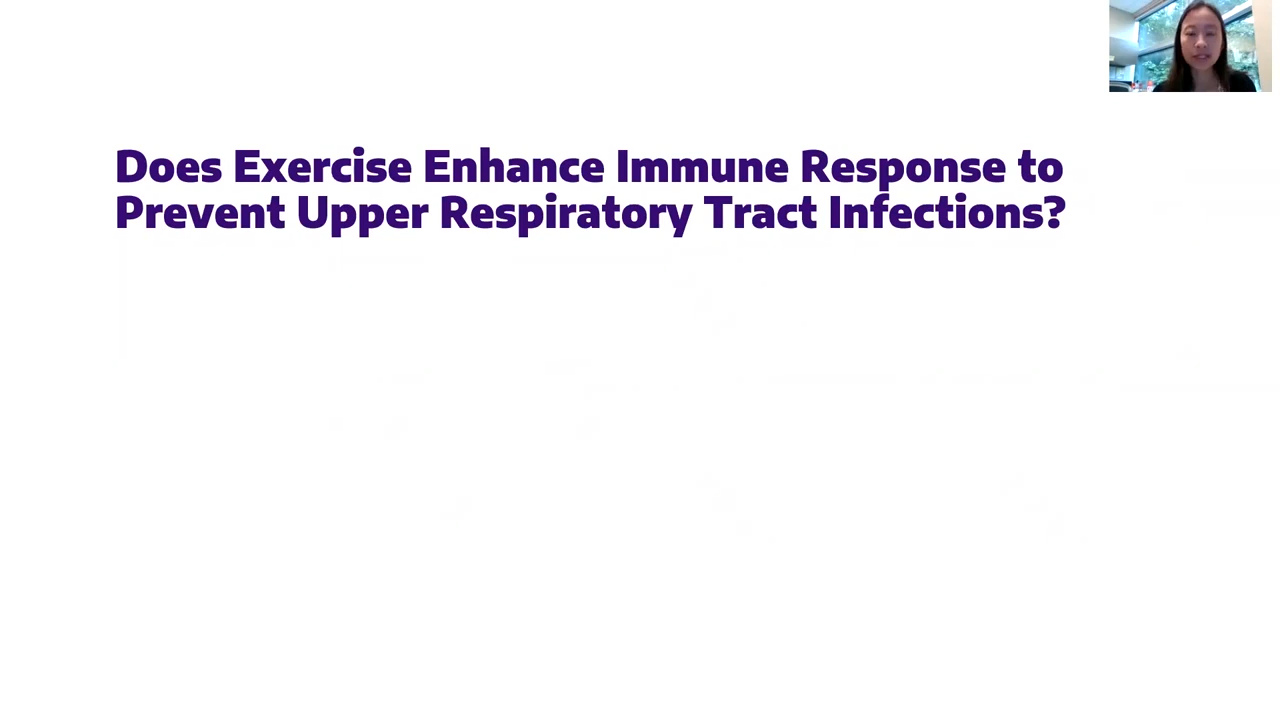 Does Exercise Enhance Immune Response to
Prevent Upper Respiratory Tract Infections?